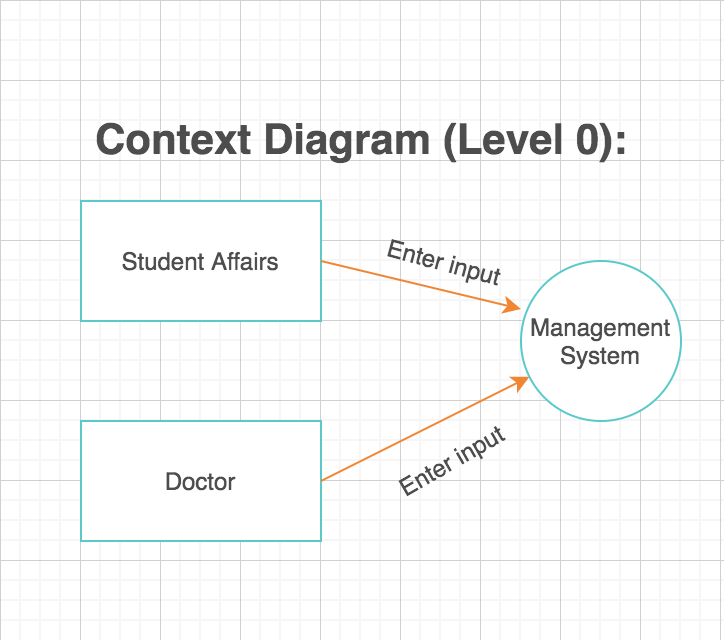 Context Diagram (Level 0):
Student Affairs
Enter input
Management
System
Doctor
Enter input